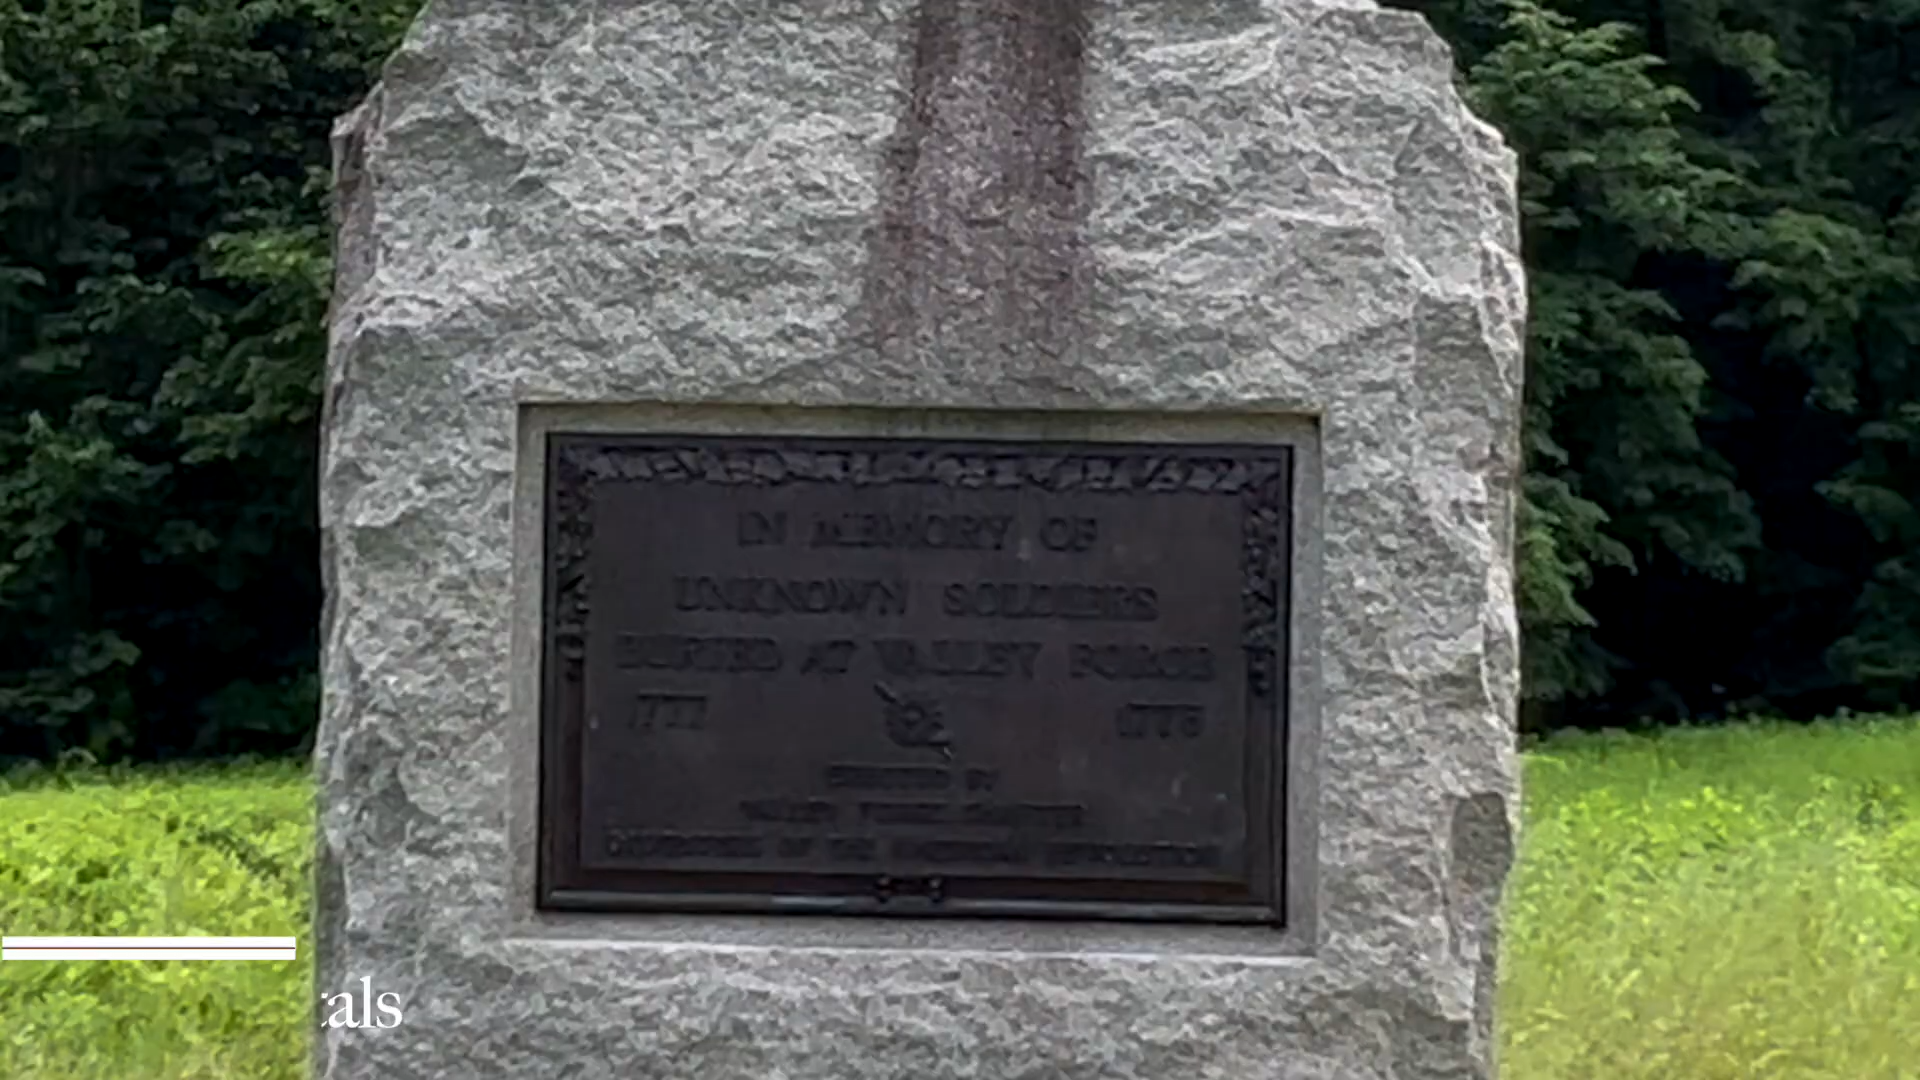 IN MEMORY OF
UNKNOWN SOLDIERS
BURIED AT VALLEY FORGE
1777 1778
ERECTED BY
VALLEY FORGE CHAPTER
DAUGHTERS OF THE AMERICAN REVOLUTION
als